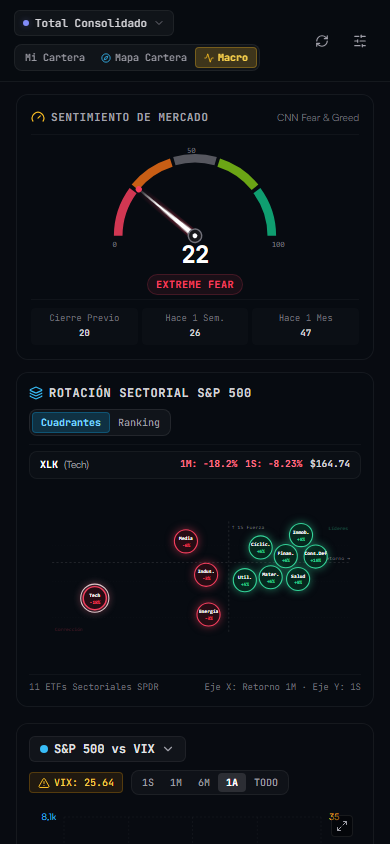 Total Consolidado
Mi Cartera
Mapa Cartera
Macro
SENTIMIENTO DE MERCADO
CNN Fear & Greed
50
0
100
22
EXTREME FEAR
Cierre Previo
20
Hace 1 Sem.
26
Hace 1 Mes
47
ROTACIÓN SECTORIAL S&P 500
Cuadrantes
Ranking
XLK (Tech)
1M: -18.2% 1S: -8.23% $164.74
↑ 1S Fuerza
Media
Cíclic.
Inmob.
Finan.
Cons.Def
Indus.
Util.
Mater.
Salud
Tech
-18%
Energía
11 ETFs Sectoriales SPDR
Eje X: Retorno 1M · Eje Y: 1S
S&P 500 vs VIX
VIX: 25.64
1S
1M
6M
1A
TODO
8.1k
35